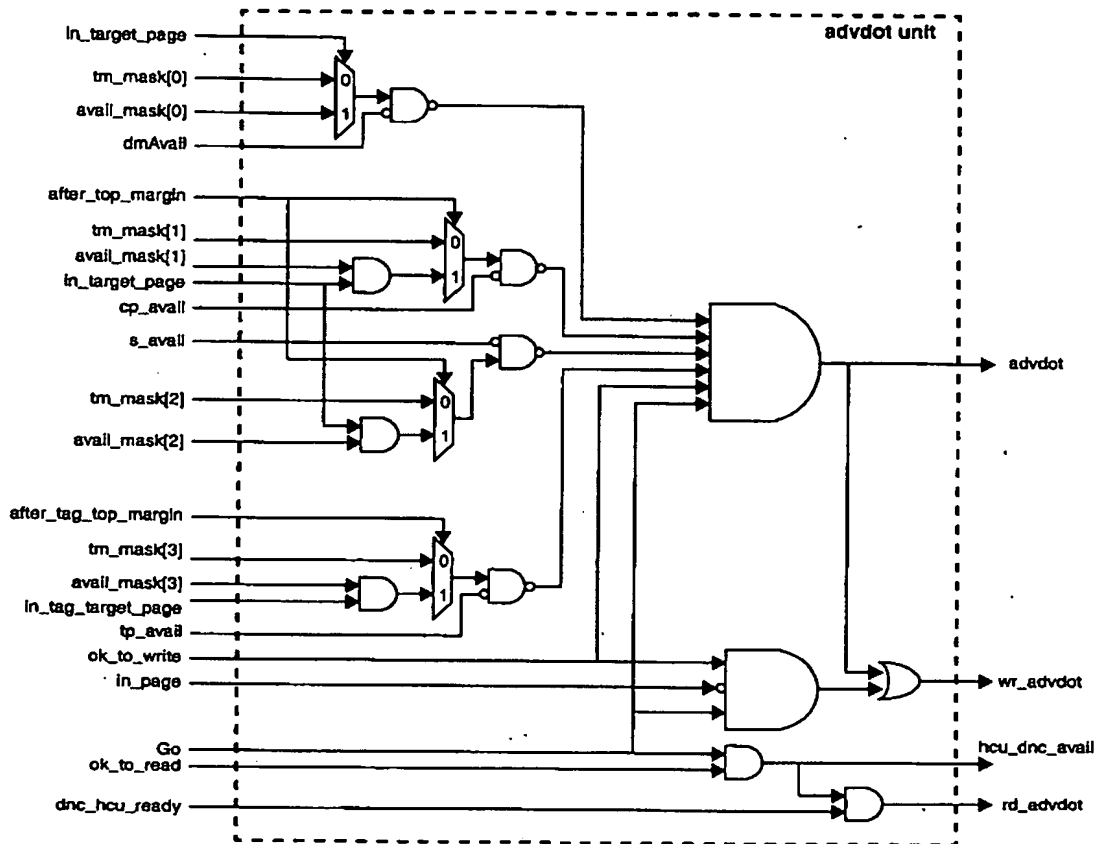 advdot unit
in_target_page
tm_mask[0]
0
avail_mask[0]
1
dmAvail
after_top_margin
tm_mask[1]
0
avail_mask[1]
1
in_target_page
cp_avail
s_avail
advdot
tm_mask[2]
0
1
avail_mask[2]
after_tag_top_margin
tm_mask[3]
0
avail_mask[3]
1
in_tag_target_page
tp_avail
ok_to_write
in_page
wr_advdot
Go
hcu_dnc_avail
ok_to_read
dnc_hcu_ready
rd_advdot